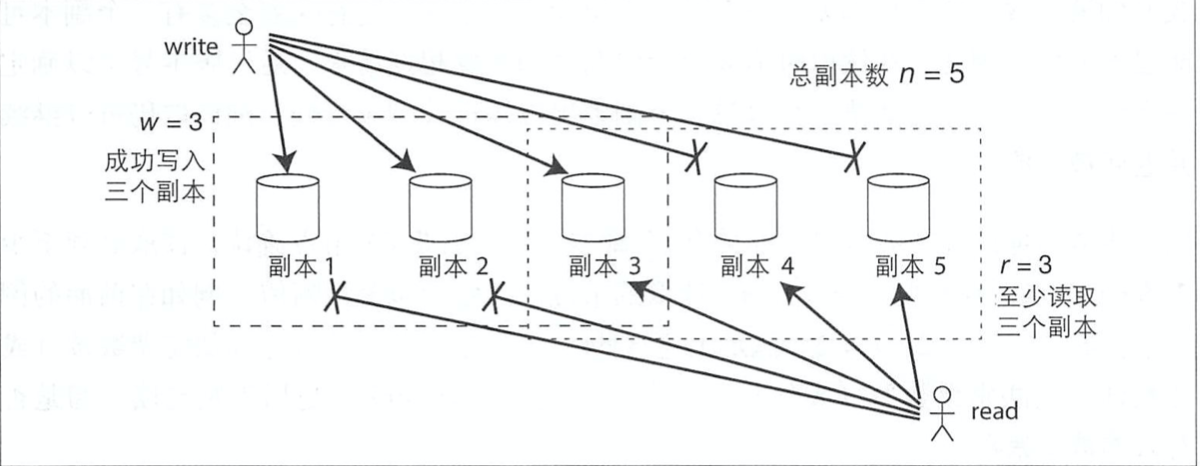 write
总副本数 n = 5
w = 3
成功写入
三个副本
副本 1
副本 2
副本 3
副本 4
副本 5
r = 3
至少读取
三个副本
read